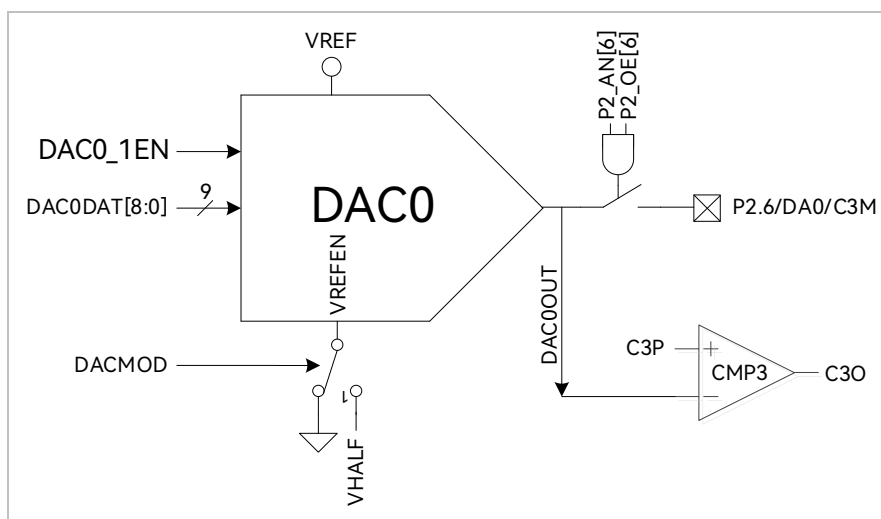 VREF
P2_AN[6]
P2_OE[6]
DAC0_1EN
9
DAC0DAT[8:0]
DAC0
P2.6/DA0/C3M
VREFEN
DAC0OUT
DACMOD
C3P
+
CMP3
C3O
1
VHALF